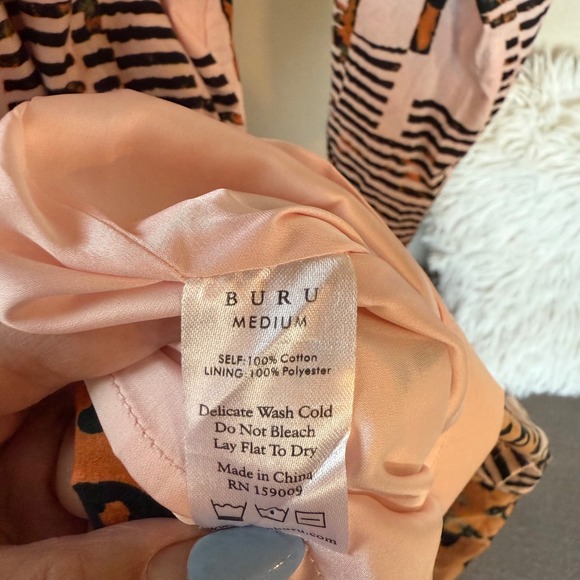 BURU
MEDIUM
SELF: 100% Cotton
LINING: 100% Polyester
Delicate Wash Cold
Do Not Bleach
Lay Flat To Dry
Made in China
RN 159009